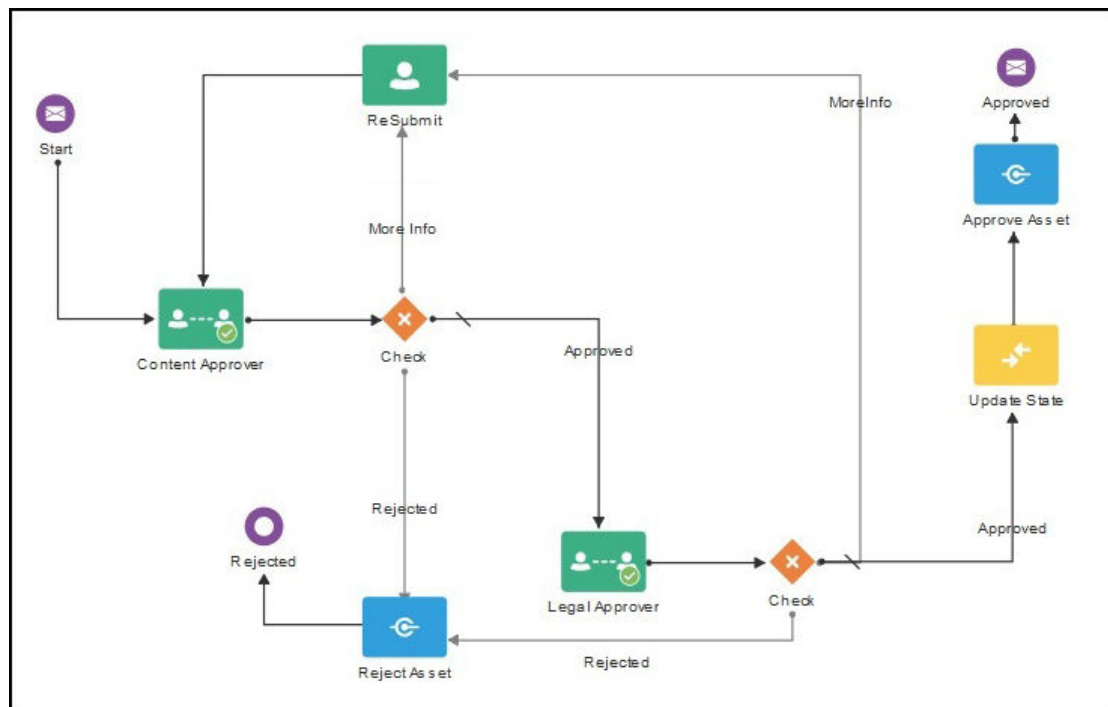 MoreInfo
Approved
ReSubmit
Start
Approve Asset
More Info
Content Approver
Check
Approved
Update State
Rejected
Approved
Rejected
Legal Approver
Check
Rejected
Reject Asset